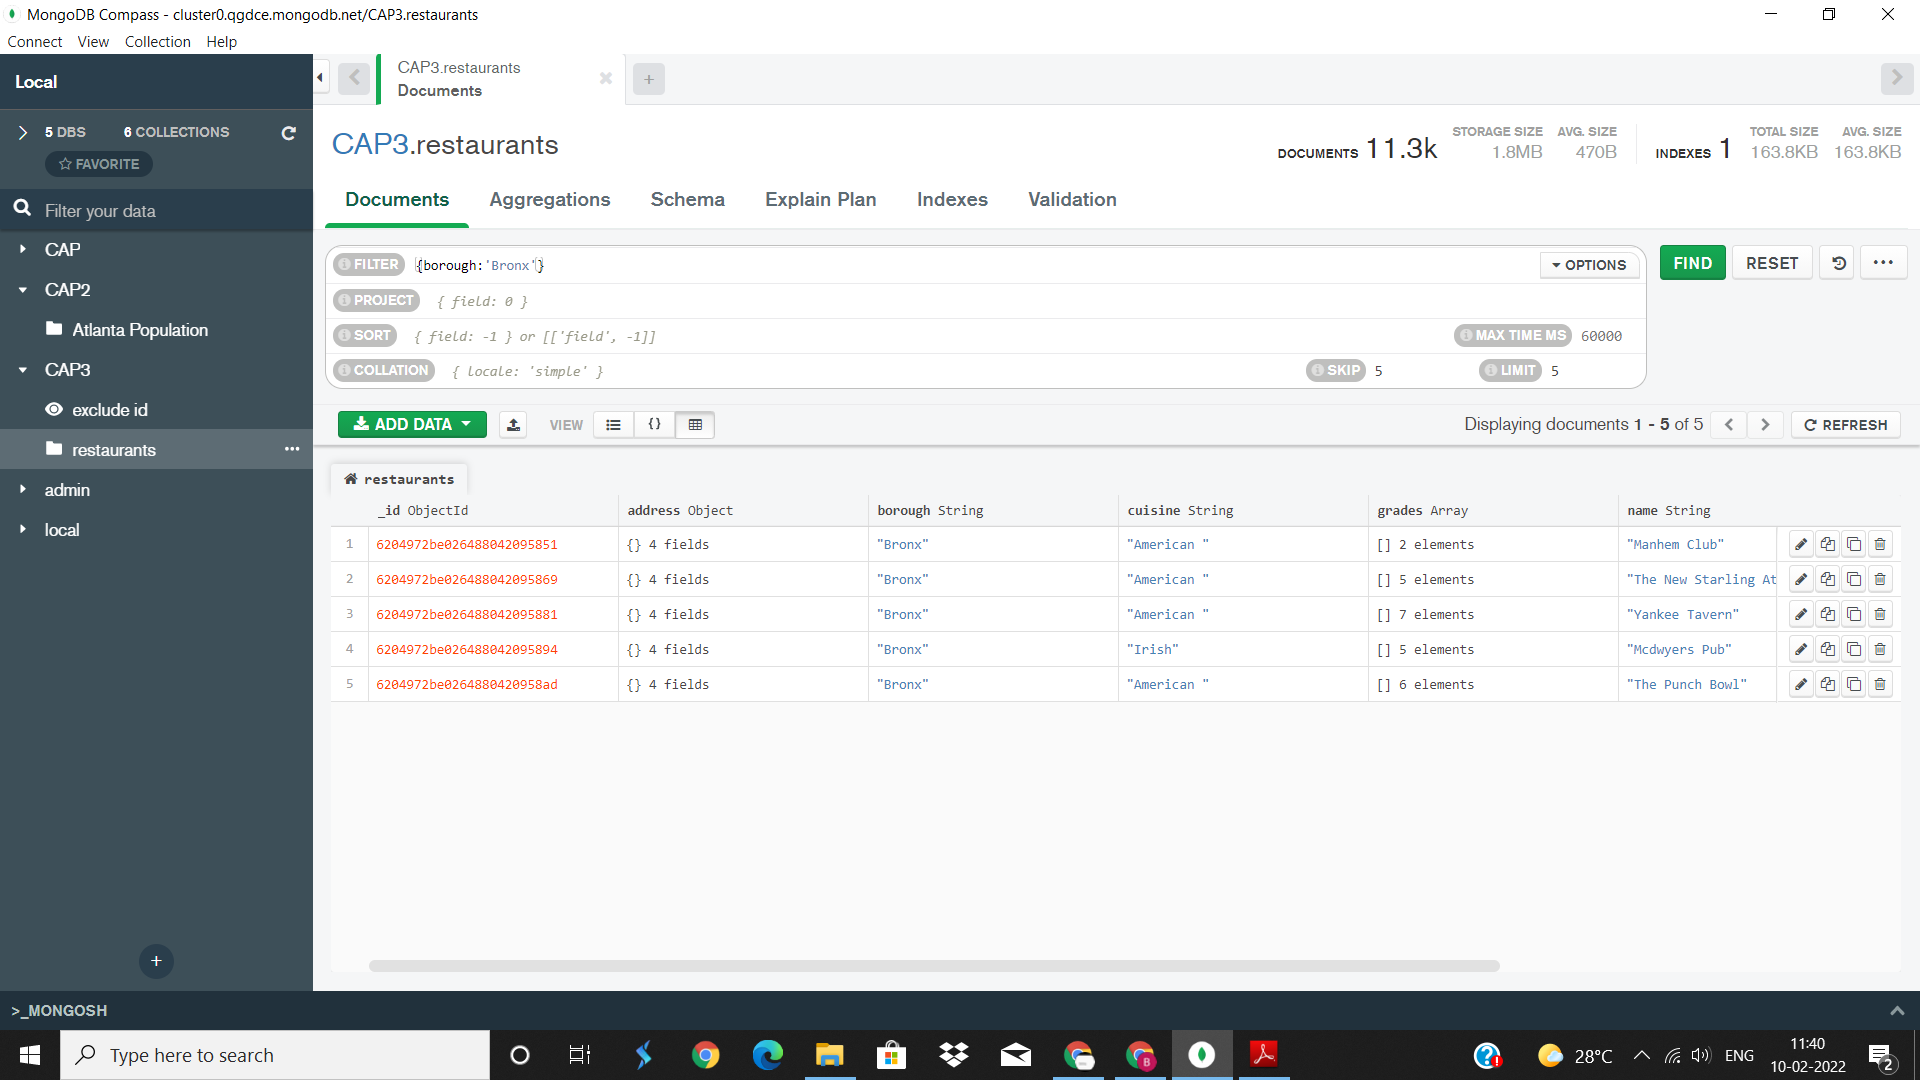 MongoDB Compass - cluster0.qgdce.mongodb.net/CAP3.restaurants
Connect View Collection Help
Local
CAP3.restaurants
Documents
5 DBS 6 COLLECTIONS
FAVORITE
CAP3.restaurants
DOCUMENTS 11.3k
STORAGE SIZE 1.8MB
AVG. SIZE 470B
INDEXES 1
TOTAL SIZE 163.8KB
AVG. SIZE 163.8KB
Filter your data
Documents Aggregations Schema Explain Plan Indexes Validation
CAP
CAP2
Atlanta Population
CAP3
exclude id
restaurants
admin
local
FILTER {borough:'Bronx'} OPTIONS FIND RESET
PROJECT { field: 0 }
SORT { field: -1 } or [['field', -1]] MAX TIME MS 60000
COLLATION { locale: 'simple' } SKIP 5 LIMIT 5
ADD DATA VIEW {} Displaying documents 1 - 5 of 5 REFRESH
restaurants
_id ObjectId address Object borough String cuisine String grades Array name String
1 6204972be026488042095851 {} 4 fields "Bronx" "American " [] 2 elements "Manhem Club"
2 6204972be026488042095869 {} 4 fields "Bronx" "American " [] 5 elements "The New Starling At
3 6204972be026488042095881 {} 4 fields "Bronx" "American " [] 7 elements "Yankee Tavern"
4 6204972be026488042095894 {} 4 fields "Bronx" "Irish" [] 5 elements "Mcdwyers Pub"
5 6204972be0264880420958ad {} 4 fields "Bronx" "American " [] 6 elements "The Punch Bowl"
>_MONGOSH
Type here to search
28°C ENG
11:40
10-02-2022
2